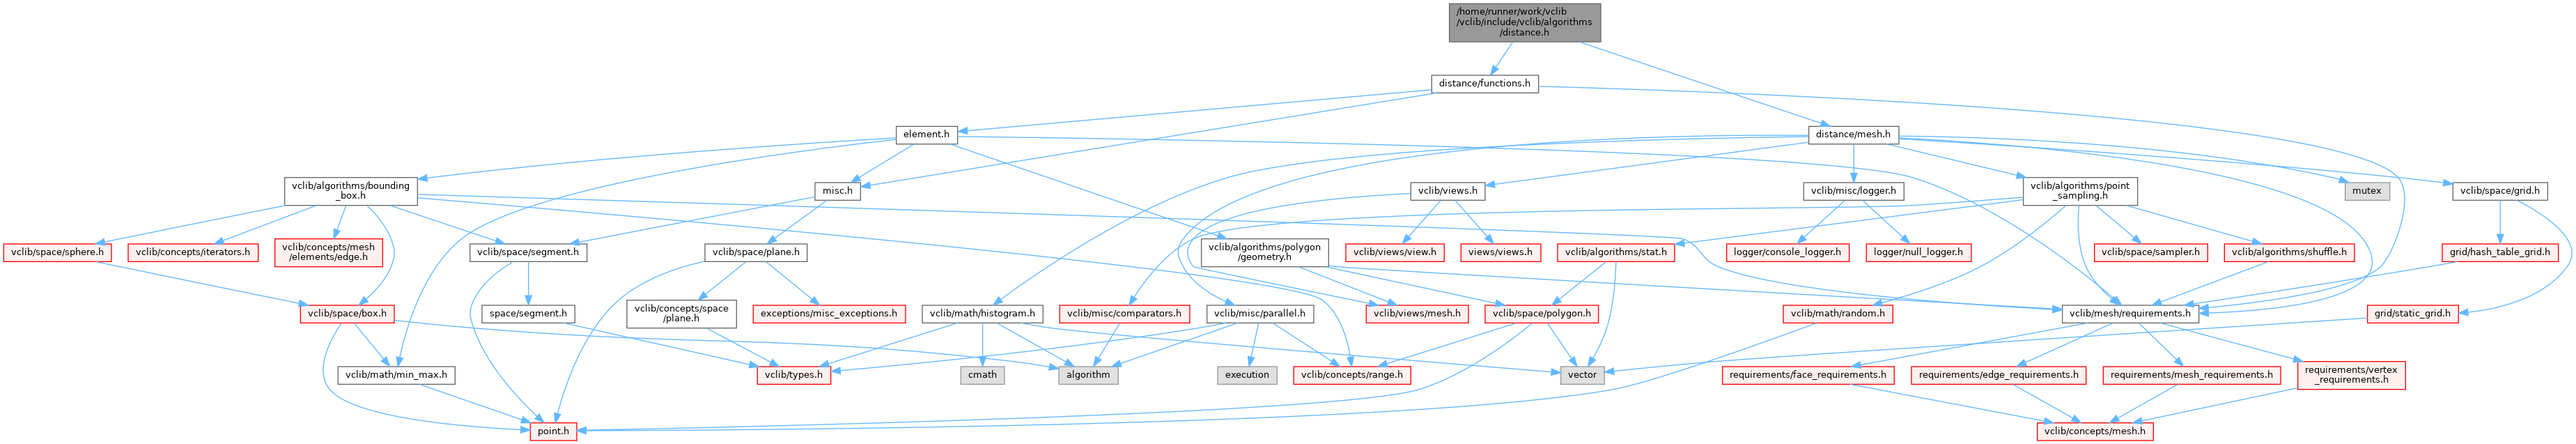 /home/runner/work/vclib
/vclib/include/vclib/algorithms
/distance.h
distance/functions.h
element.h
distance/mesh.h
vclib/algorithms/bounding
_box.h
misc.h
vclib/views.h
vclib/misc/logger.h
vclib/algorithms/point
_sampling.h
mutex
vclib/space/grid.h
vclib/space/sphere.h
vclib/concepts/iterators.h
vclib/concepts/mesh
/elements/edge.h
vclib/space/segment.h
vclib/space/plane.h
vclib/algorithms/polygon
/geometry.h
vclib/views/view.h
views/views.h
vclib/algorithms/stat.h
logger/console_logger.h
logger/null_logger.h
vclib/space/sampler.h
vclib/algorithms/shuffle.h
grid/hash_table_grid.h
vclib/space/box.h
space/segment.h
vclib/concepts/space
/plane.h
exceptions/misc_exceptions.h
vclib/math/histogram.h
vclib/misc/comparators.h
vclib/misc/parallel.h
vclib/views/mesh.h
vclib/space/polygon.h
vclib/math/random.h
vclib/mesh/requirements.h
grid/static_grid.h
vclib/math/min_max.h
vclib/types.h
cmath
algorithm
execution
vclib/concepts/range.h
vector
requirements/face_requirements.h
requirements/edge_requirements.h
requirements/mesh_requirements.h
requirements/vertex
_requirements.h
point.h
vclib/concepts/mesh.h